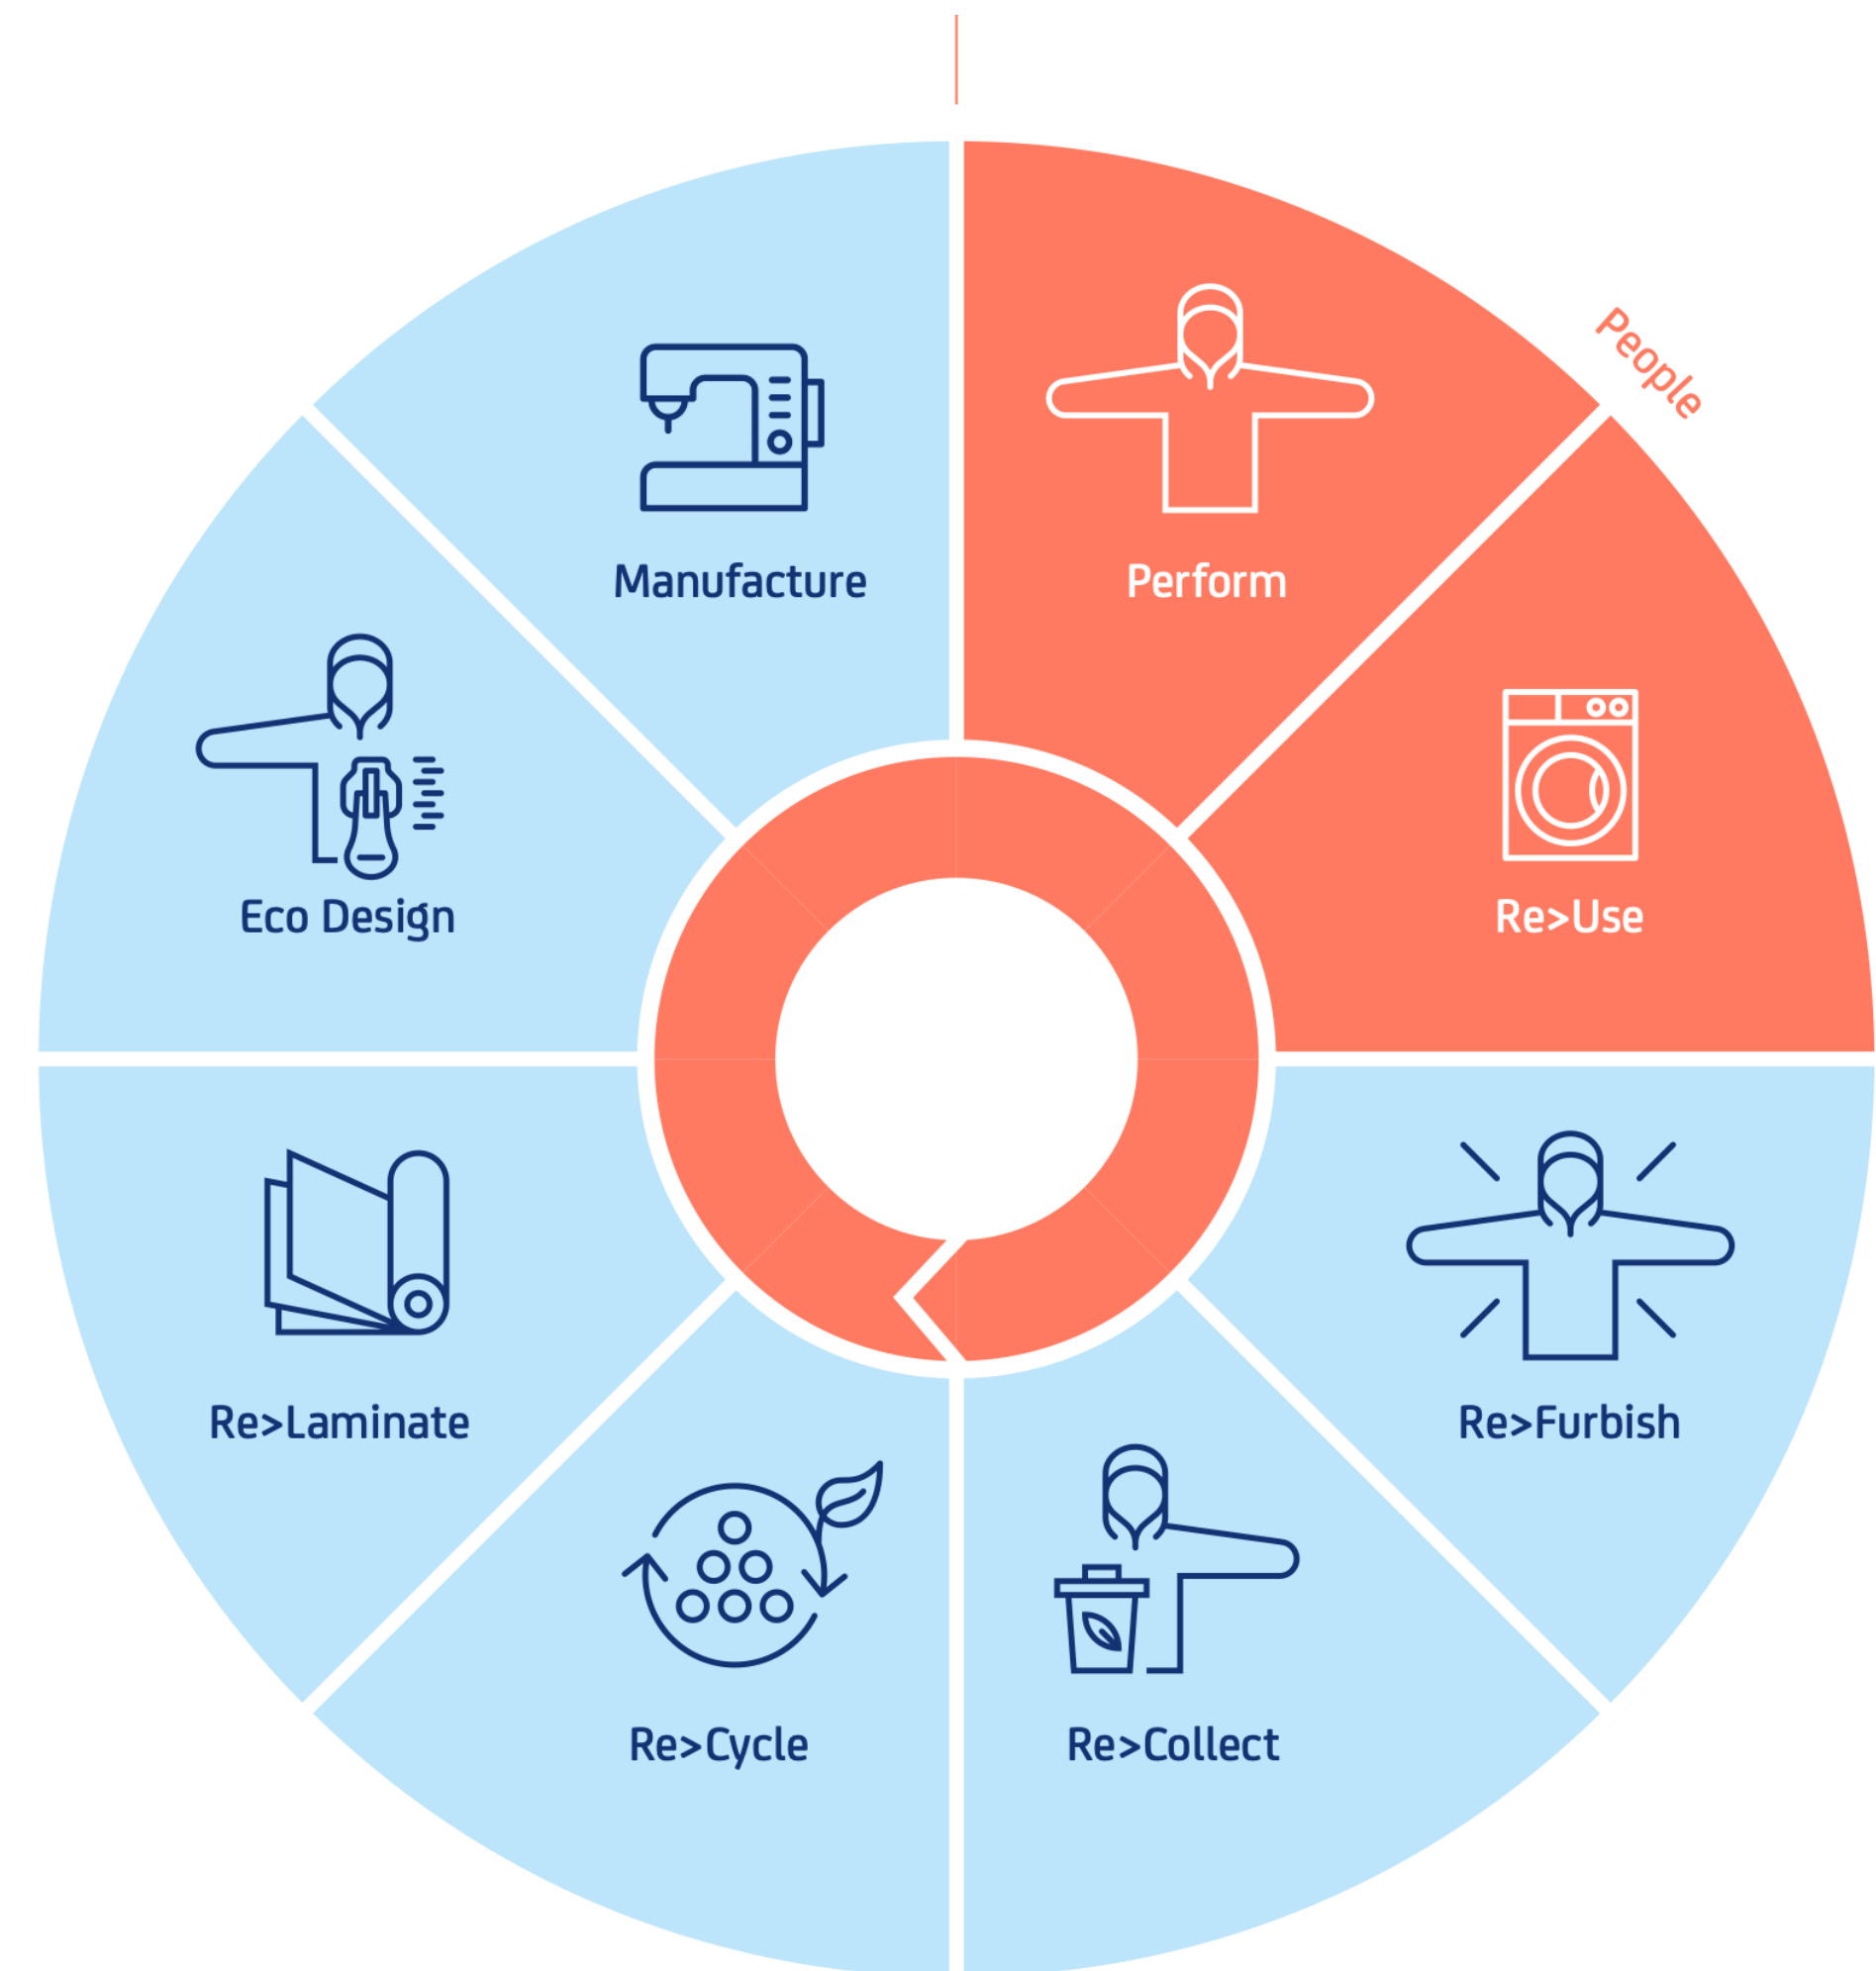 People
Manufacture
Perform
Eco Design
Re>Use
Re>Laminate
Re>Furbish
Re>Cycle
Re>Collect